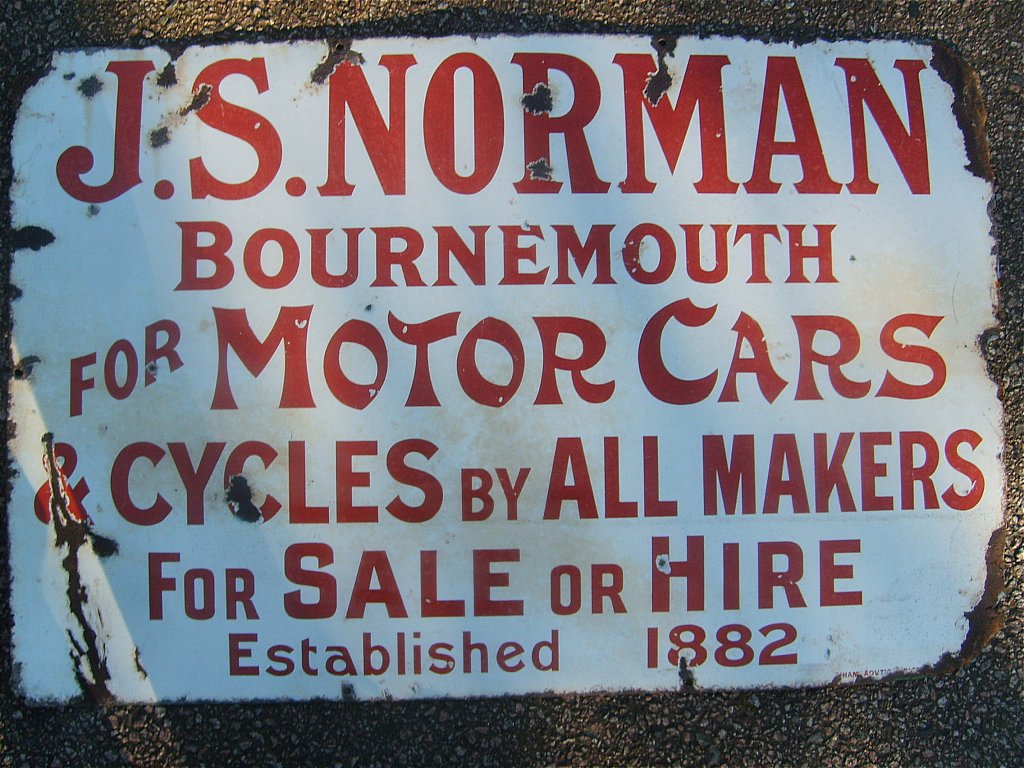 J.S. NORMAN
BOURNEMOUTH
FOR MOTOR CARS
& CYCLES BY ALL MAKERS
FOR SALE OR HIRE
Established 1882